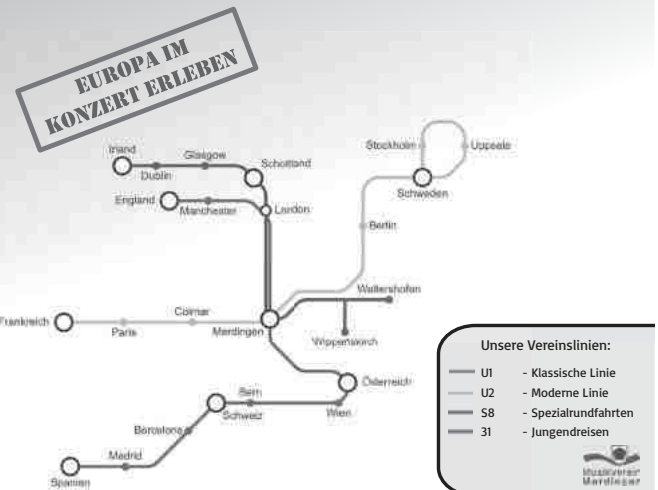 EUROPA IM
KONZERT ERLEBEN
Irland
Glasgow
Dublin
Schottland
England
Manchester
London
Stockholm
Uppsala
Schweden
Berlin
Frankreich
Paris
Colmar
Merdingen
Waltershofen
Wippenskirch
Österreich
Wien
Bern
Schweiz
Barcelona
Madrid
Spanien
Unsere Vereinslinien:
U1 - Klassische Linie
U2 - Moderne Linie
S8 - Spezialrundfahrten
31 - Jungendreisen
Musikverein
Merdingen